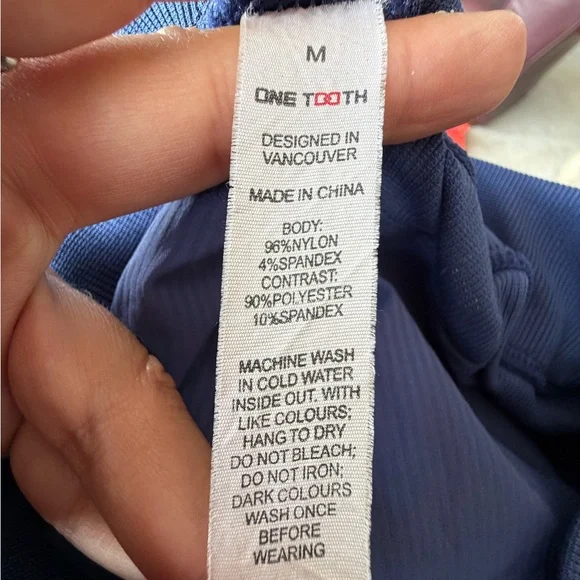 M
ONE TOOTH
DESIGNED IN
VANCOUVER
MADE IN CHINA
BODY:
96%NYLON
4%SPANDEX
CONTRAST:
90%POLYESTER
10%SPANDEX
MACHINE WASH
IN COLD WATER
INSIDE OUT. WITH
LIKE COLOURS;
HANG TO DRY
DO NOT BLEACH;
DO NOT IRON;
DARK COLOURS
WASH ONCE
BEFORE
WEARING